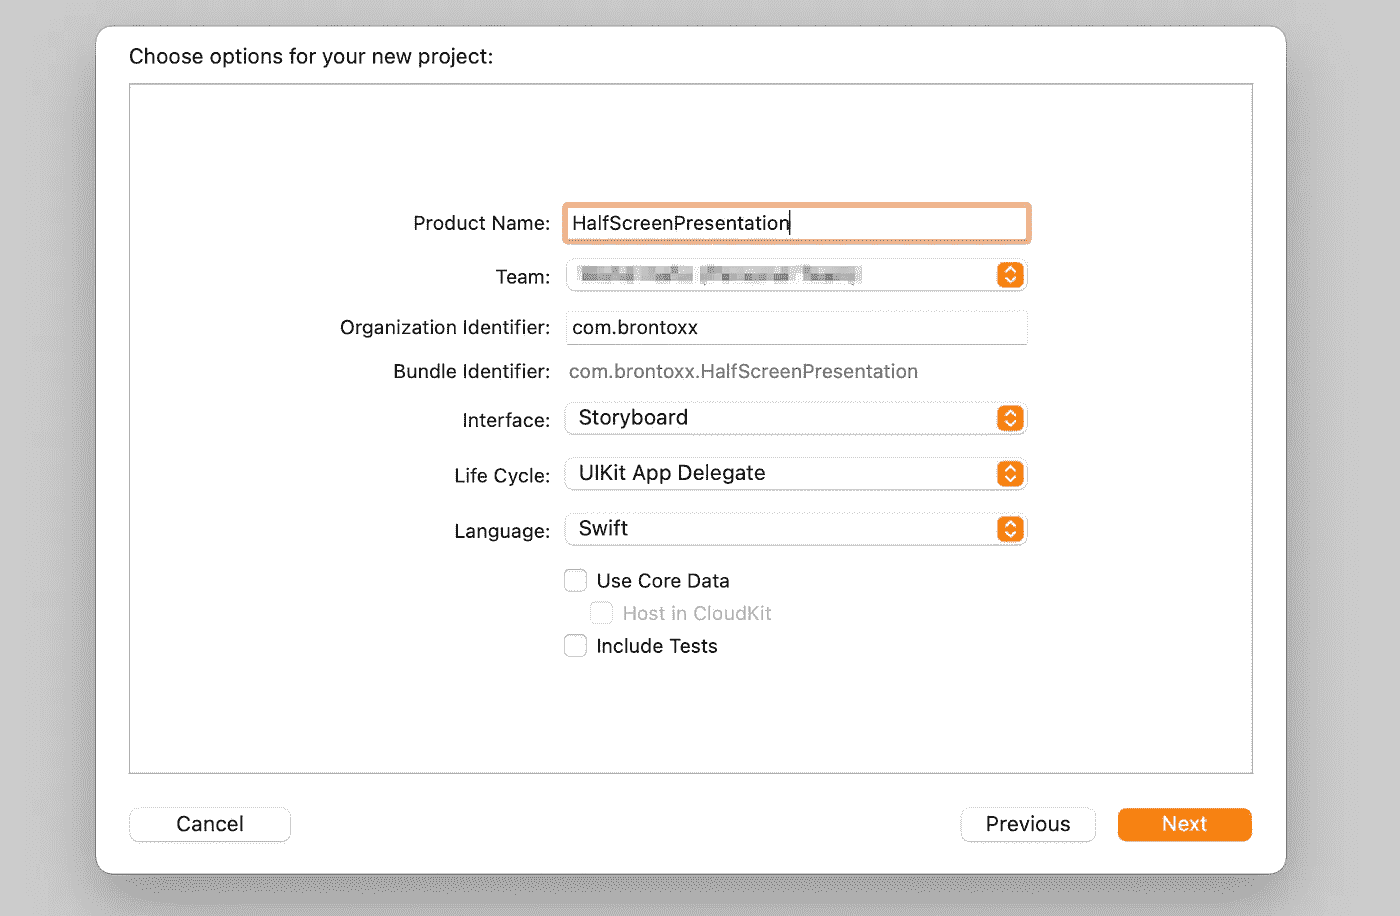 Choose options for your new project:
Product Name: HalfScreenPresentation
Team:
Organization Identifier: com.brontoxx
Bundle Identifier: com.brontoxx.HalfScreenPresentation
Interface: Storyboard
Life Cycle: UIKit App Delegate
Language: Swift
Use Core Data
Host in CloudKit
Include Tests
Cancel Previous Next